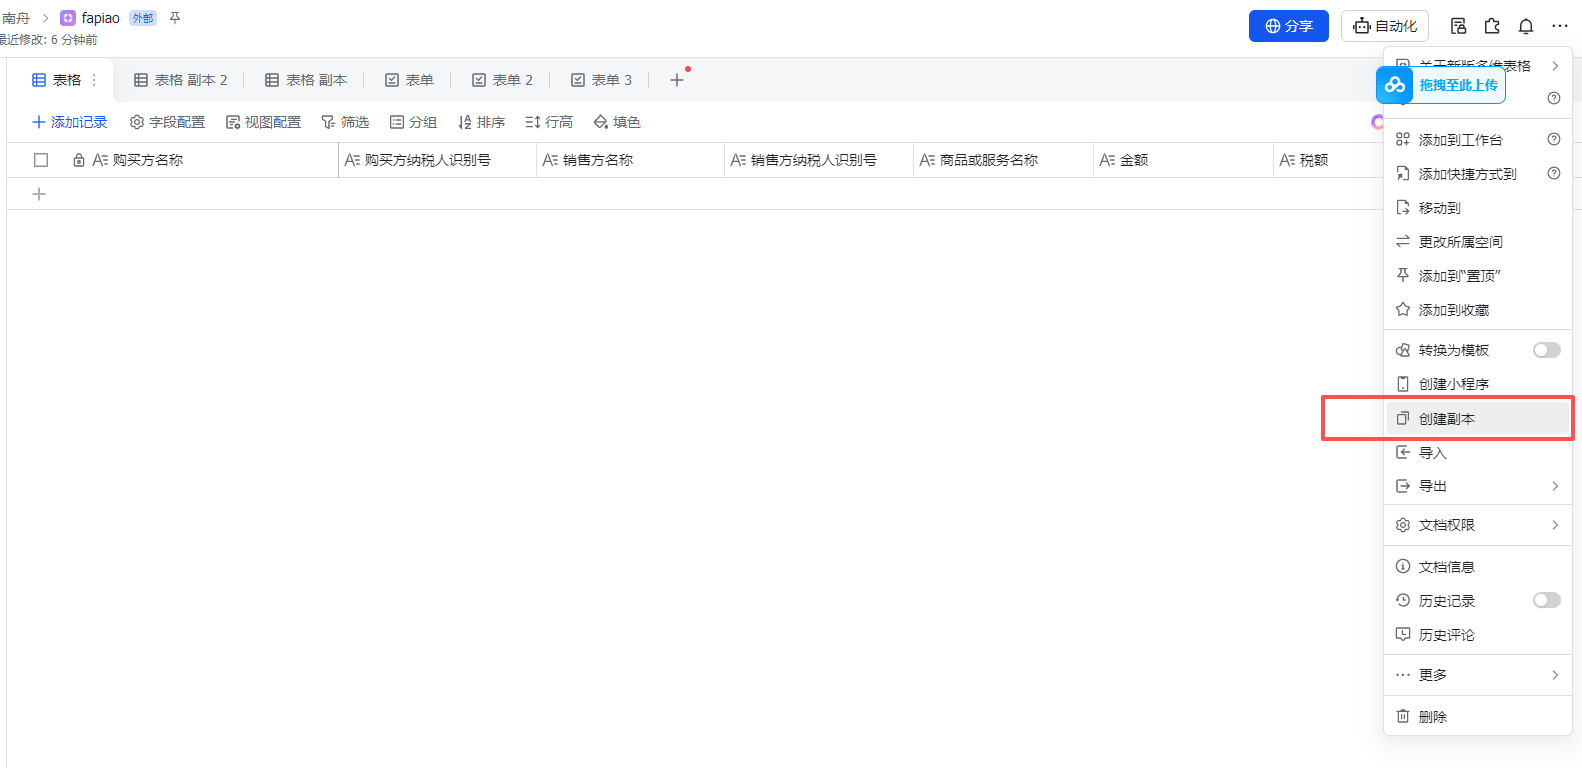 南舟 fapiao 外部
最近修改: 6 分钟前
分享 自动化
表格 表格 副本 2 表格 副本 表单 表单 2 表单 3
添加记录 字段配置 视图配置 筛选 分组 排序 行高 填色
购买方名称 购买方纳税人识别号 销售方名称 销售方纳税人识别号 商品或服务名称 金额 税额
关于新版多维表格
拖拽至此上传
添加到工作台
添加快捷方式到
移动到
更改所属空间
添加到“置顶”
添加到收藏
转换为模板
创建小程序
创建副本
导入
导出
文档权限
文档信息
历史记录
历史评论
更多
删除